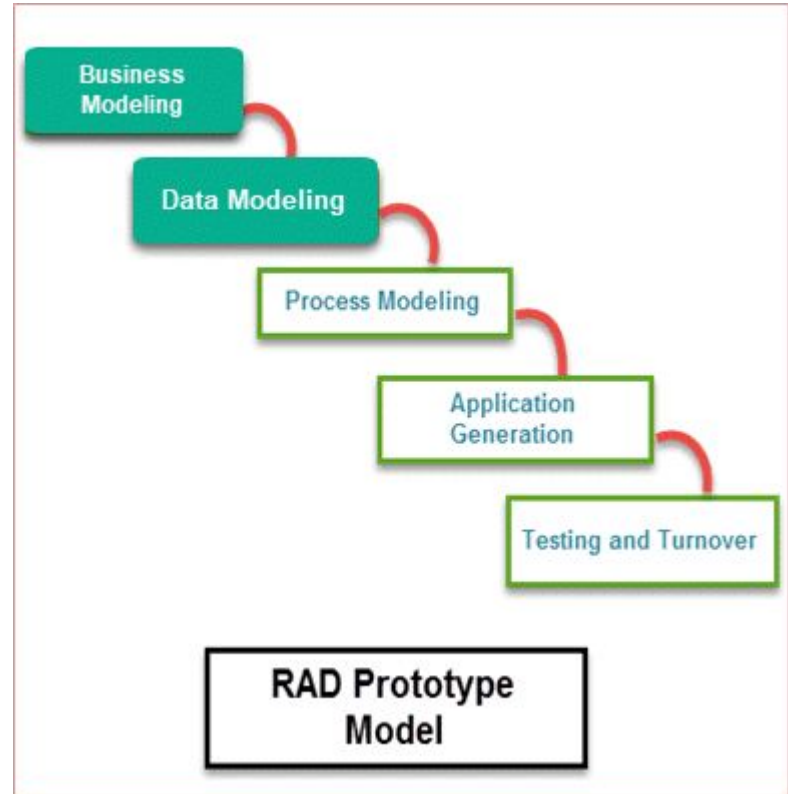 Business
Modeling
Data Modeling
Process Modeling
Application
Generation
Testing and Turnover
RAD Prototype
Model